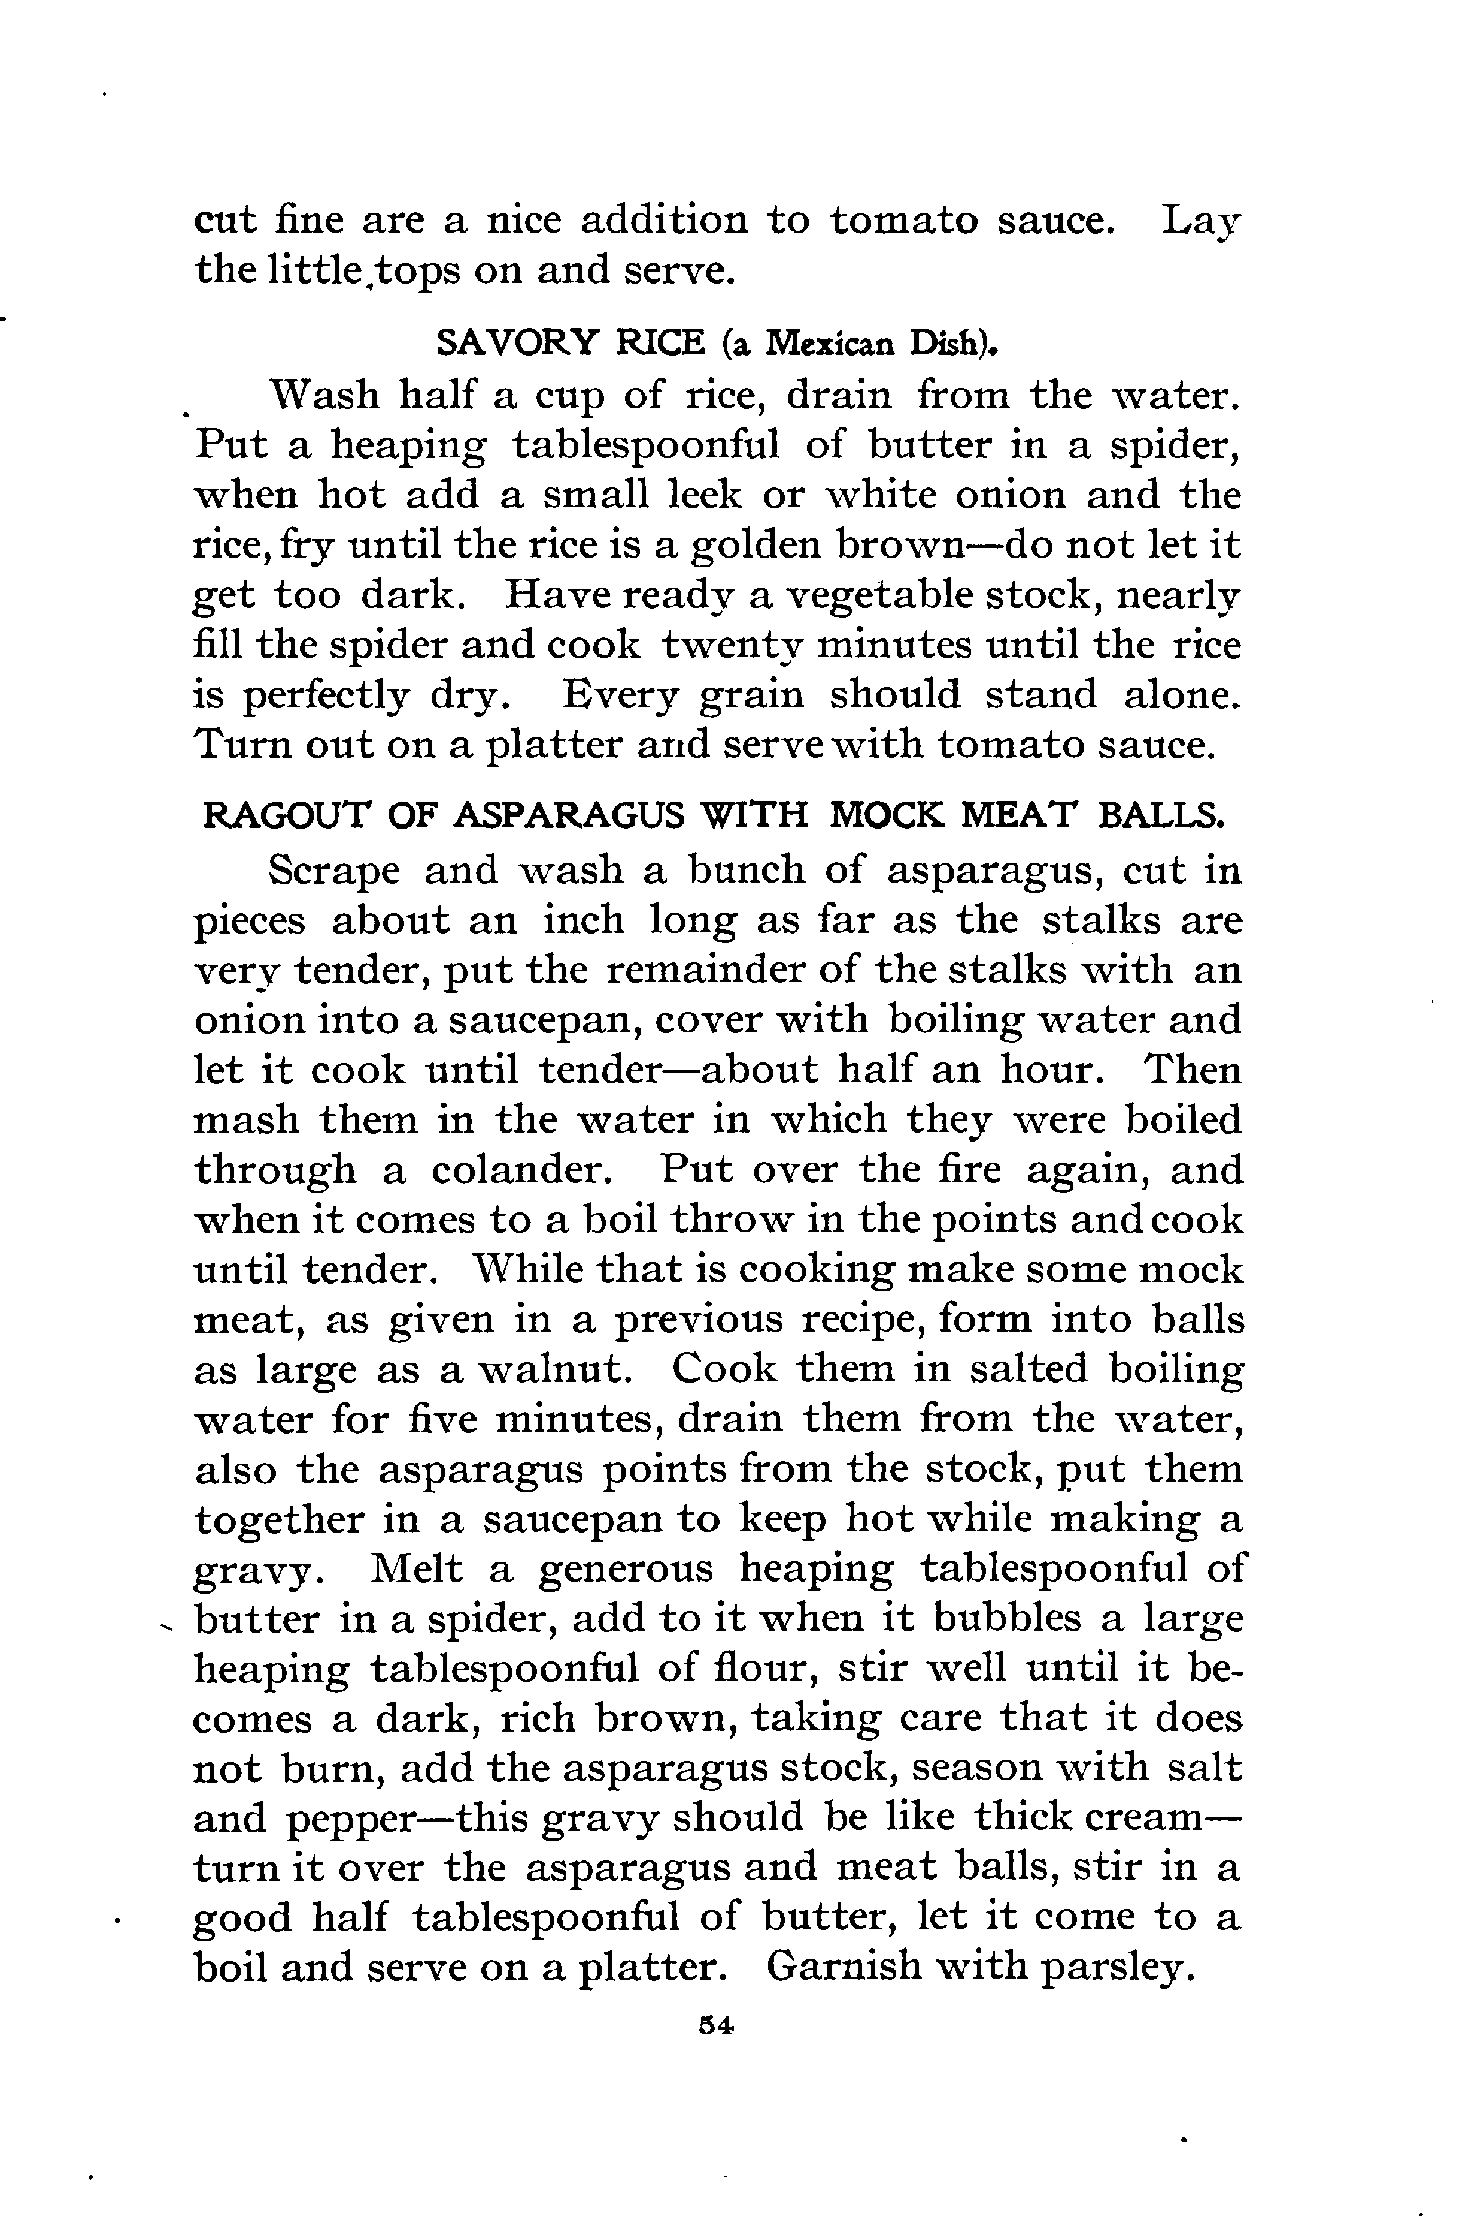 cut fine are a nice addition to tomato sauce. Lay
the little tops on and serve.
SAVORY RICE (a Mexican Dish).
Wash half a cup of rice, drain from the water.
Put a heaping tablespoonful of butter in a spider,
when hot add a small leek or white onion and the
rice, fry until the rice is a golden brown—do not let it
get too dark. Have ready a vegetable stock, nearly
fill the spider and cook twenty minutes until the rice
is perfectly dry. Every grain should stand alone.
Turn out on a platter and serve with tomato sauce.
RAGOUT OF ASPARAGUS WITH MOCK MEAT BALLS.
Scrape and wash a bunch of asparagus, cut in
pieces about an inch long as far as the stalks are
very tender, put the remainder of the stalks with an
onion into a saucepan, cover with boiling water and
let it cook until tender—about half an hour. Then
mash them in the water in which they were boiled
through a colander. Put over the fire again, and
when it comes to a boil throw in the points and cook
until tender. While that is cooking make some mock
meat, as given in a previous recipe, form into balls
as large as a walnut. Cook them in salted boiling
water for five minutes, drain them from the water,
also the asparagus points from the stock, put them
together in a saucepan to keep hot while making a
gravy. Melt a generous heaping tablespoonful of
butter in a spider, add to it when it bubbles a large
heaping tablespoonful of flour, stir well until it be-
comes a dark, rich brown, taking care that it does
not burn, add the asparagus stock, season with salt
and pepper—this gravy should be like thick cream—
turn it over the asparagus and meat balls, stir in a
good half tablespoonful of butter, let it come to a
boil and serve on a platter. Garnish with parsley.
54